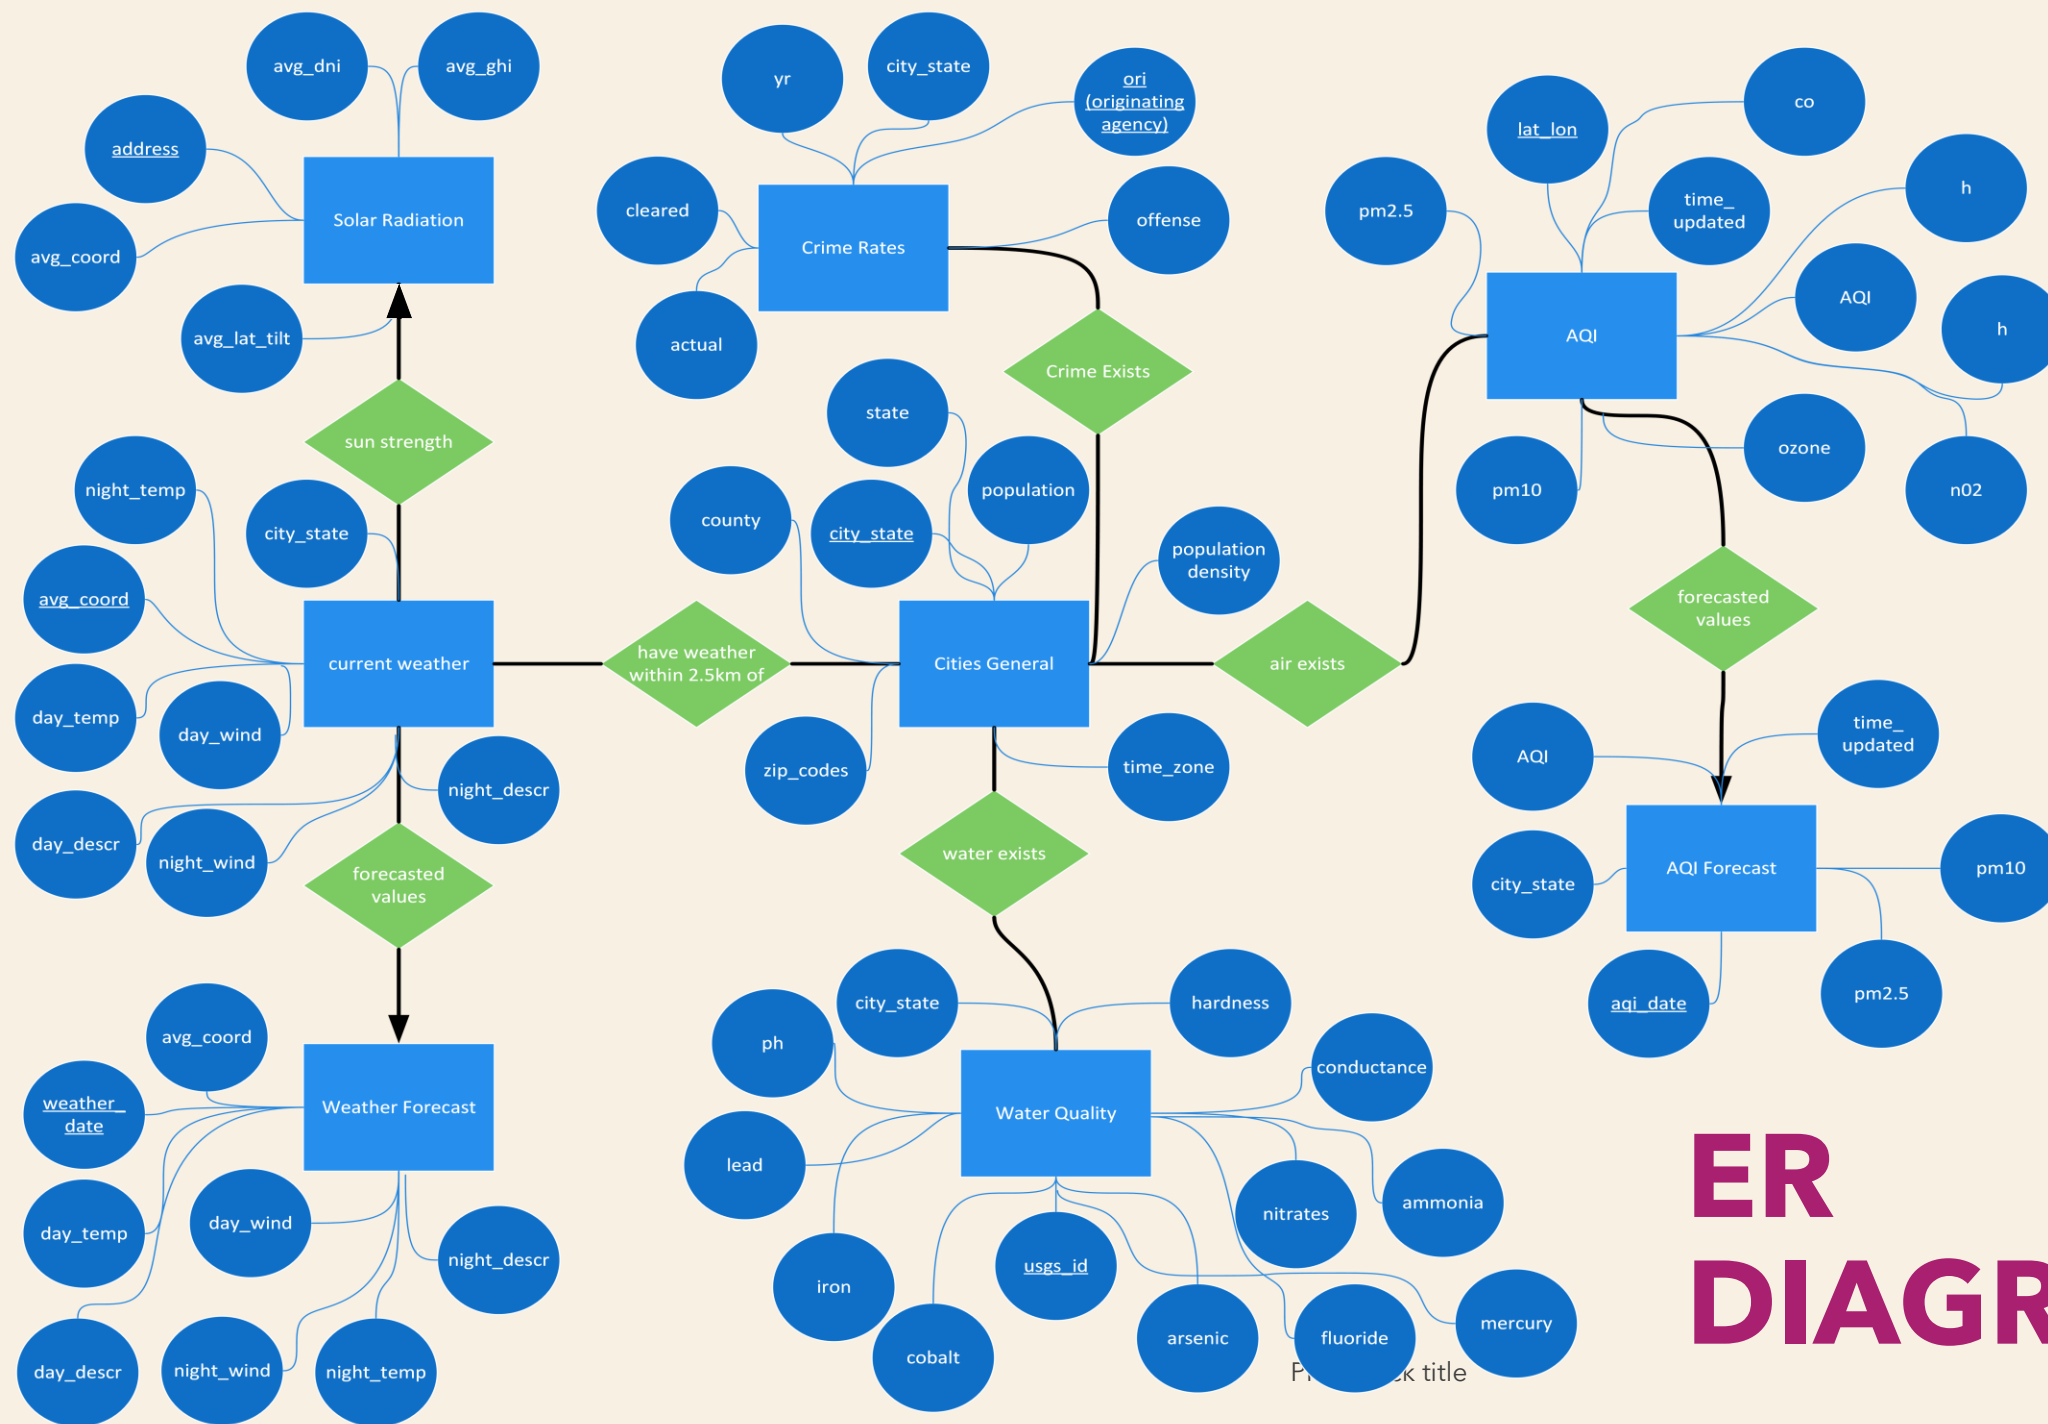 avg_dni
avg_ghi
address
avg_coord
Solar Radiation
avg_lat_tilt
sun strength
yr
city_state
ori
(originating
agency)
cleared
Crime Rates
offense
actual
Crime Exists
lat_lon
co
pm2.5
time_
updated
h
AQI
AQI
h
pm10
ozone
n02
night_temp
city_state
avg_coord
current weather
day_temp
day_wind
night_descr
day_descr
night_wind
have weather
within 2.5km of
state
population
county
city_state
population
density
Cities General
zip_codes
time_zone
air exists
forecasted
values
water exists
forecasted
values
AQI
time_
updated
city_state
AQI Forecast
pm10
aqi_date
pm2.5
avg_coord
weather_
date
Weather Forecast
day_temp
day_wind
night_descr
day_descr
night_wind
night_temp
city_state
hardness
ph
conductance
Water Quality
lead
nitrates
ammonia
iron
usgs_id
cobalt
arsenic
fluoride
mercury
ER
DIAGR
title